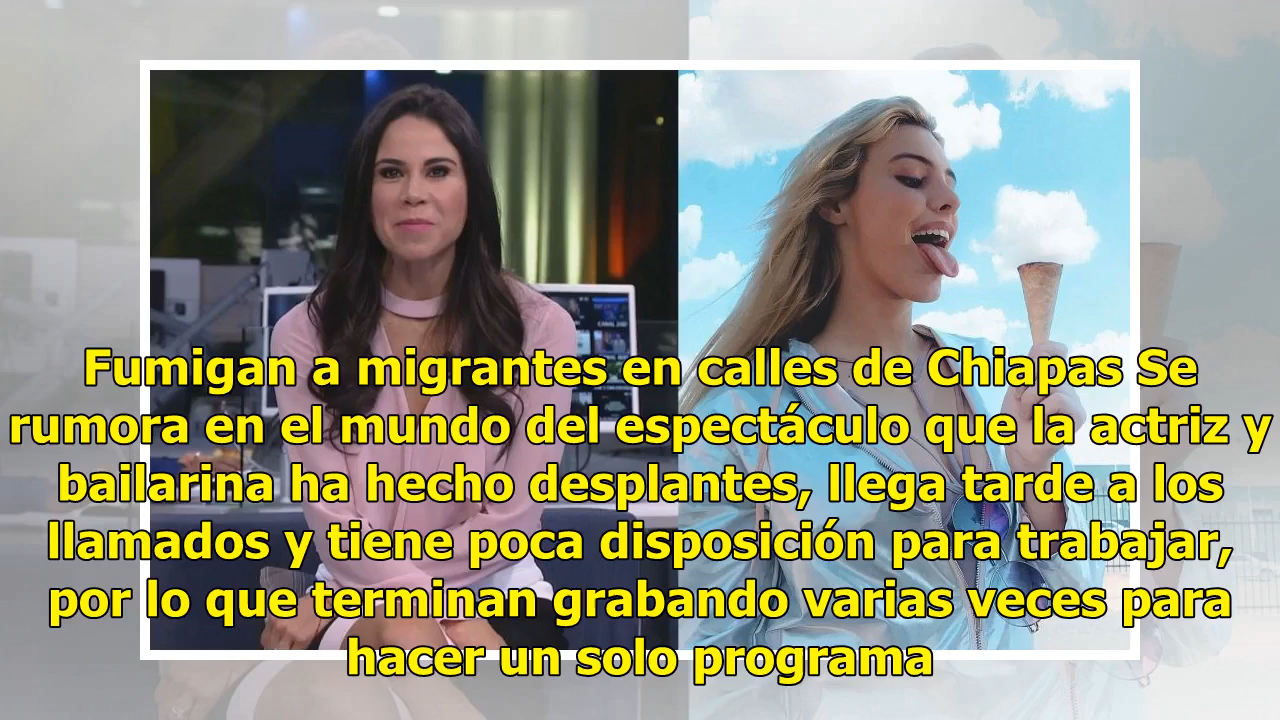 Fumigan a migrantes en calles de Chiapas Se
rumora en el mundo del espectáculo que la actriz y
bailarina ha hecho desplantes, llega tarde a los
llamados y tiene poca disposición para trabajar,
por lo que terminan grabando varias veces para
hacer un solo programa